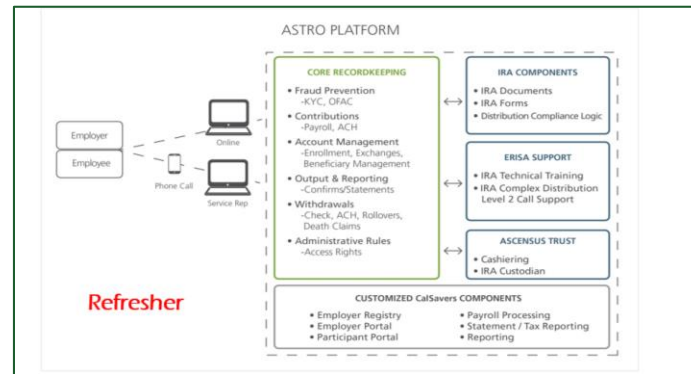 ASTRO PLATFORM
Employer
Employee
Online
Phone Call
Service Rep
CORE RECORDKEEPING
• Fraud Prevention
-KYC, OFAC
• Contributions
-Payroll, ACH
• Account Management
-Enrollment, Exchanges,
Beneficiary Management
• Output & Reporting
-Confirms/Statements
• Withdrawals
-Check, ACH, Rollovers,
Death Claims
• Administrative Rules
-Access Rights
IRA COMPONENTS
• IRA Documents
• IRA Forms
• Distribution Compliance Logic
ERISA SUPPORT
• IRA Technical Training
• IRA Complex Distribution
Level 2 Call Support
ASCENSUS TRUST
• Cashiering
• IRA Custodian
Refresher
CUSTOMIZED CalSavers COMPONENTS
• Employer Registry
• Employer Portal
• Participant Portal
• Payroll Processing
• Statement / Tax Reporting
• Reporting